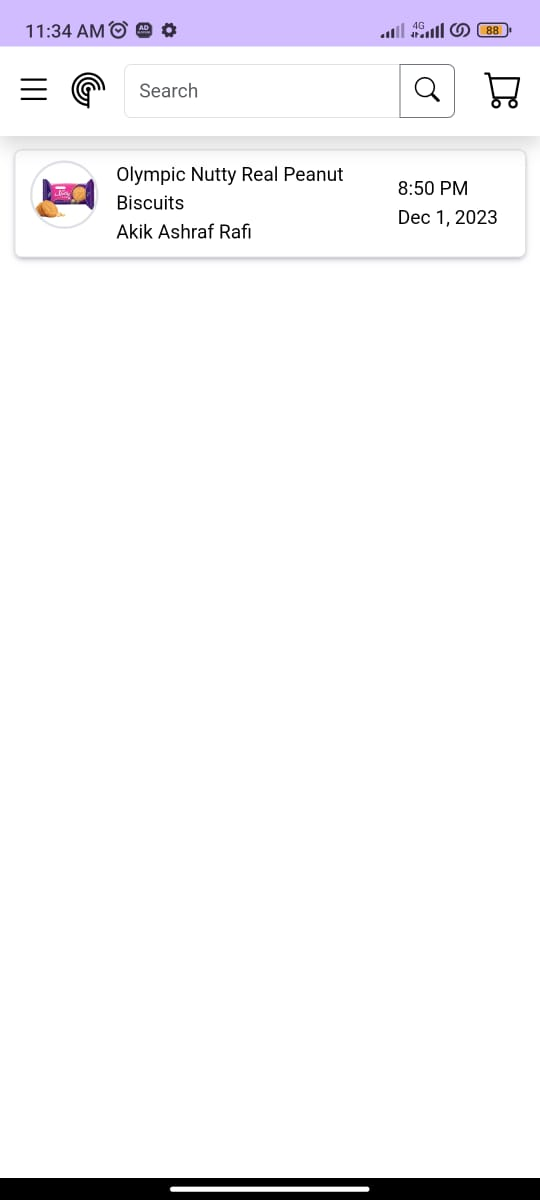 11:34 AM AD 4G 88
Search
Olympic Nutty Real Peanut
Biscuits
Akik Ashraf Rafi
8:50 PM
Dec 1, 2023